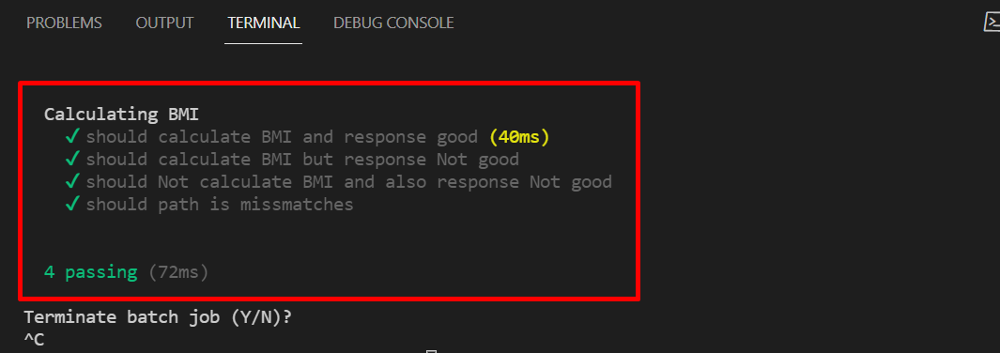 PROBLEMS OUTPUT TERMINAL DEBUG CONSOLE
Calculating BMI
✓ should calculate BMI and response good (40ms)
✓ should calculate BMI but response Not good
✓ should Not calculate BMI and also response Not good
✓ should path is missmatches
4 passing (72ms)
Terminate batch job (Y/N)?
^C